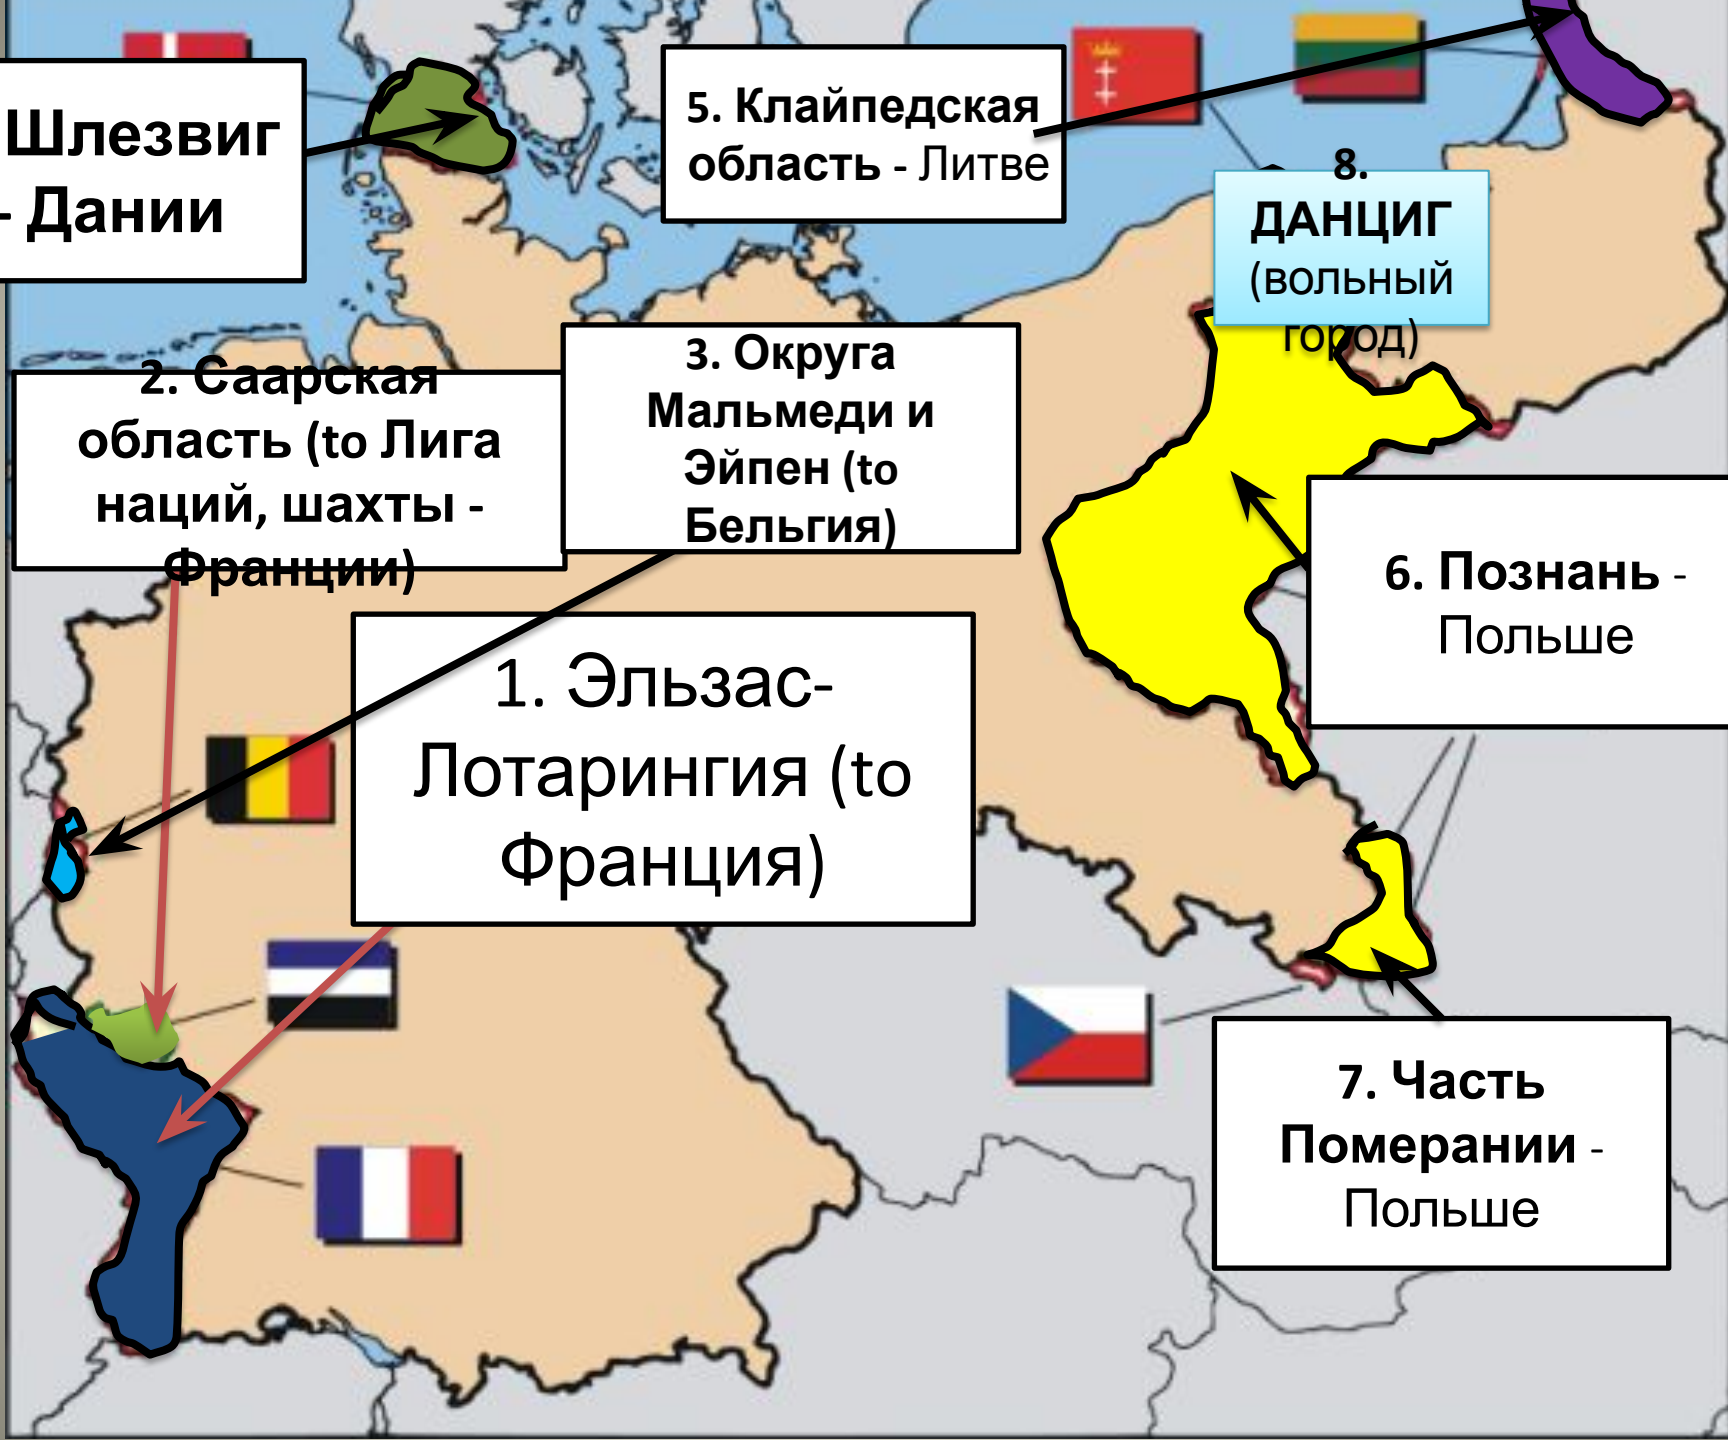 Шлезвиг
- Дании
5. Клайпедская
область - Литве
8.
ДАНЦИГ
(вольный
город)
2. Саарская
область (to Лига
наций, шахты -
Франции)
3. Округа
Мальмеди и
Эйпен (to
Бельгия)
1. Эльзас-
Лотарингия (to
Франция)
6. Познань -
Польше
7. Часть
Померании -
Польше